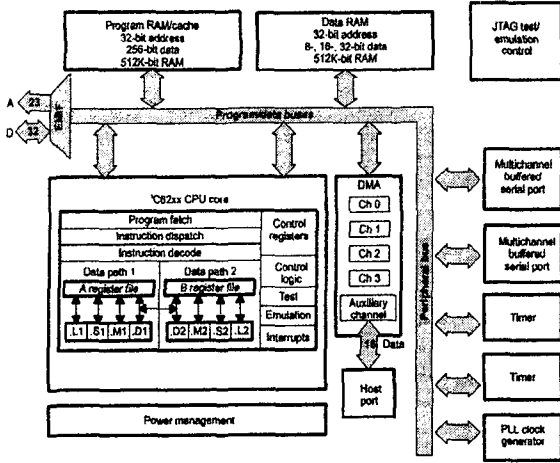 Program RAM/cache
32-bit address
256-bit data
512K-bit RAM
Data RAM
32-bit address
8-, 16-, 32-bit data
512K-bit RAM
JTAG test/
emulation
control
A
23
D
32
EMIF
Program/data buses
'C62xx CPU core
Program fetch
Instruction dispatch
Instruction decode
Data path 1
A register file
Data path 2
B register file
.L1
.S1
.M1
.D1
.D2
.M2
.S2
.L2
Control
registers
Control
logic
Test
Emulation
Interrupts
Power management
DMA
Ch 0
Ch 1
Ch 2
Ch 3
Auxiliary
channel
16 Data
Host
port
Peripheral bus
Multichannel
buffered
serial port
Multichannel
buffered
serial port
Timer
Timer
PLL clock
generator